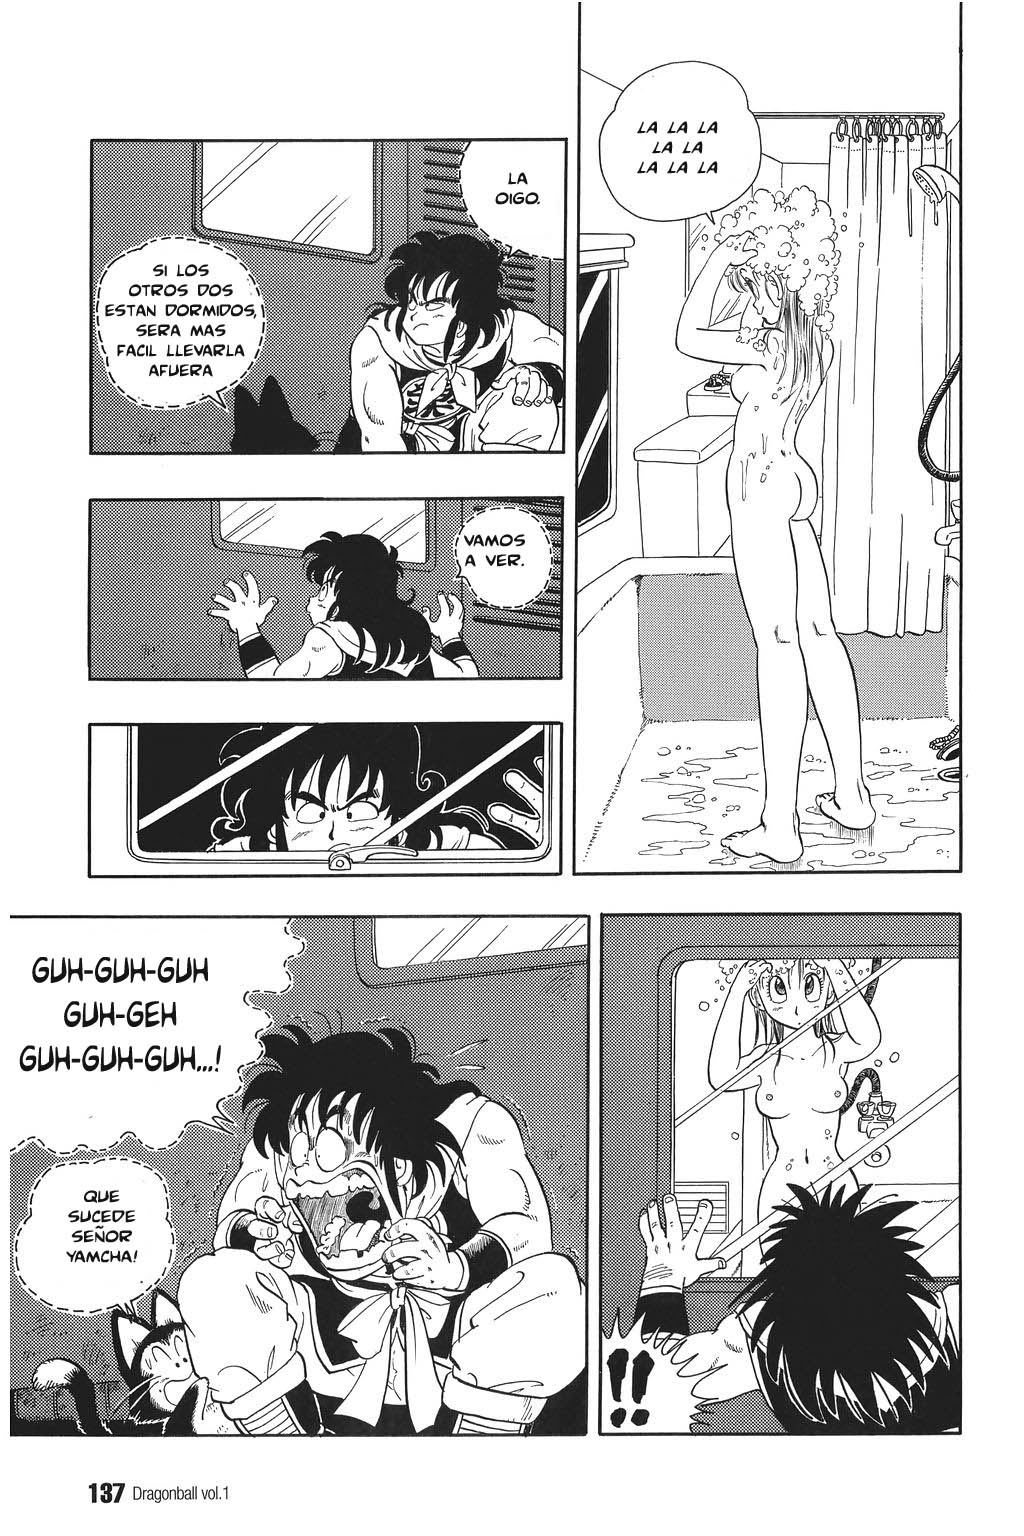 LA LA LA
LA LA
LA LA LA
LA
OIGO.
SI LOS
OTROS DOS
ESTAN DORMIDOS,
SERA MAS
FACIL LLEVARLA
AFUERA
VAMOS
A VER.
!!
GUH-GUH-GUH
GUH-GEH
GUH-GUH-GUH...!
QUE
SUCEDE
SEÑOR
YAMCHA!
137 Dragonball vol.1